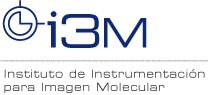 i3M
Instituto de Instrumentación
para Imagen Molecular